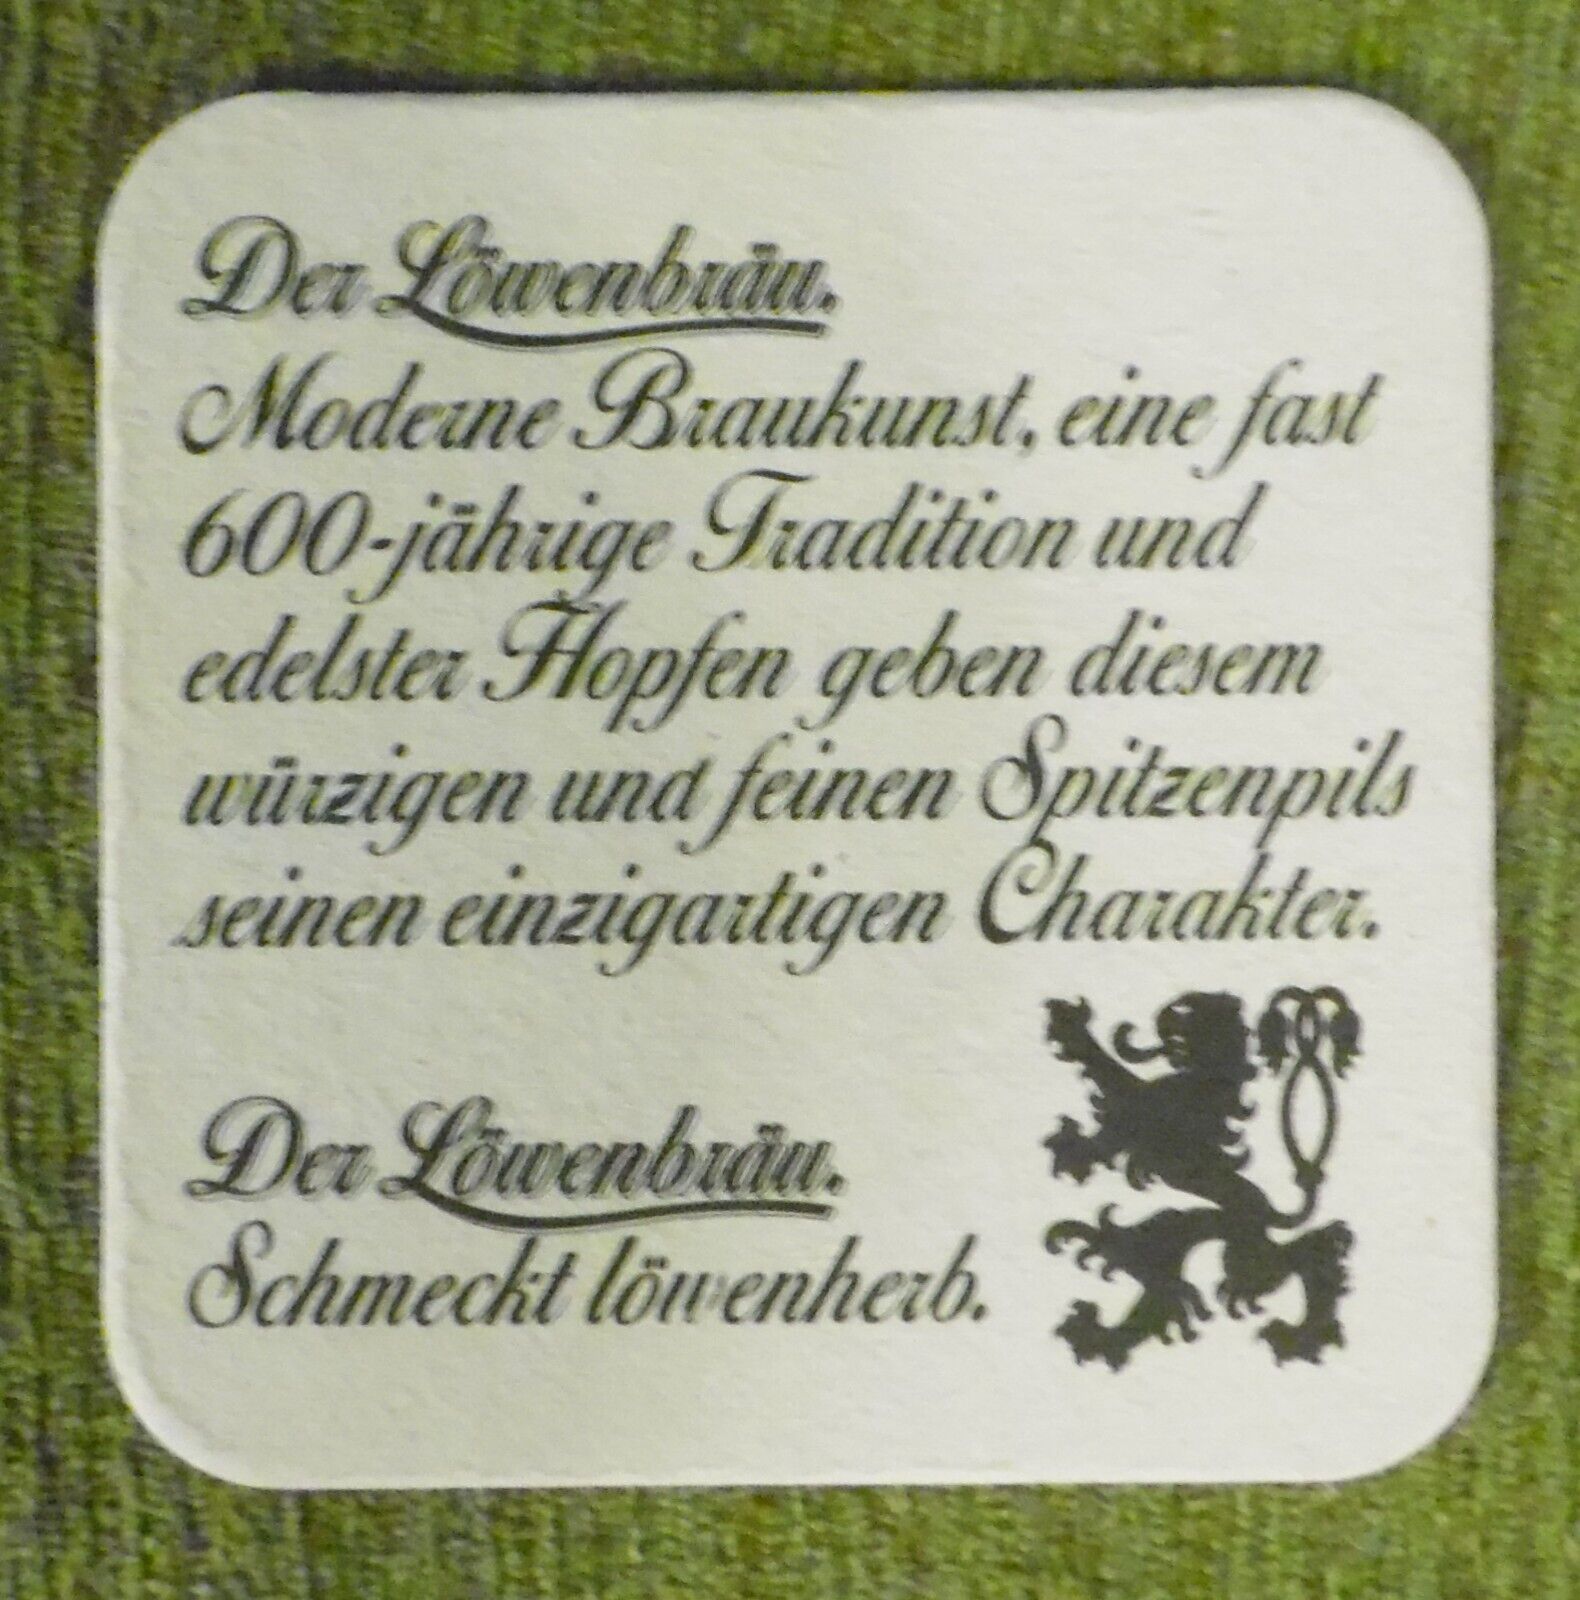 Der Löwenbräu.
Moderne Braukunst, eine fast
600-jährige Tradition und
edelster Hopfen geben diesem
würzigen und feinen Spitzenpils
seinen einzigartigen Charakter.
Der Löwenbräu.
Schmeckt löwenherb.